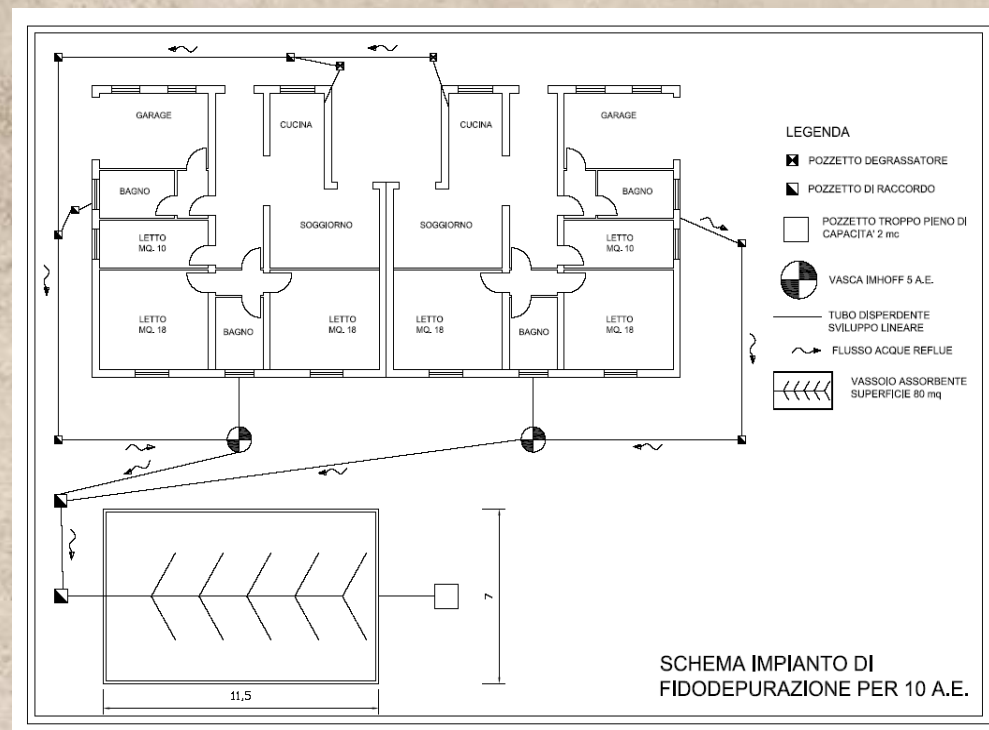 GARAGE
CUCINA
CUCINA
GARAGE
BAGNO
BAGNO
LETTO
MQ. 10
SOGGIORNO
SOGGIORNO
LETTO
MQ. 10
LETTO
MQ. 18
BAGNO
LETTO
MQ. 18
LETTO
MQ. 18
BAGNO
LETTO
MQ. 18
LEGENDA
POZZETTO DEGRASSATORE
POZZETTO DI RACCORDO
POZZETTO TROPPO PIENO DI
CAPACITA' 2 mc
VASCA IMHOFF 5 A.E.
TUBO DISPERDENTE
SVILUPPO LINEARE
FLUSSO ACQUE REFLUE
VASSOIO ASSORBENTE
SUPERFICIE 80 mq
7
11,5
SCHEMA IMPIANTO DI
FIDODEPURAZIONE PER 10 A.E.